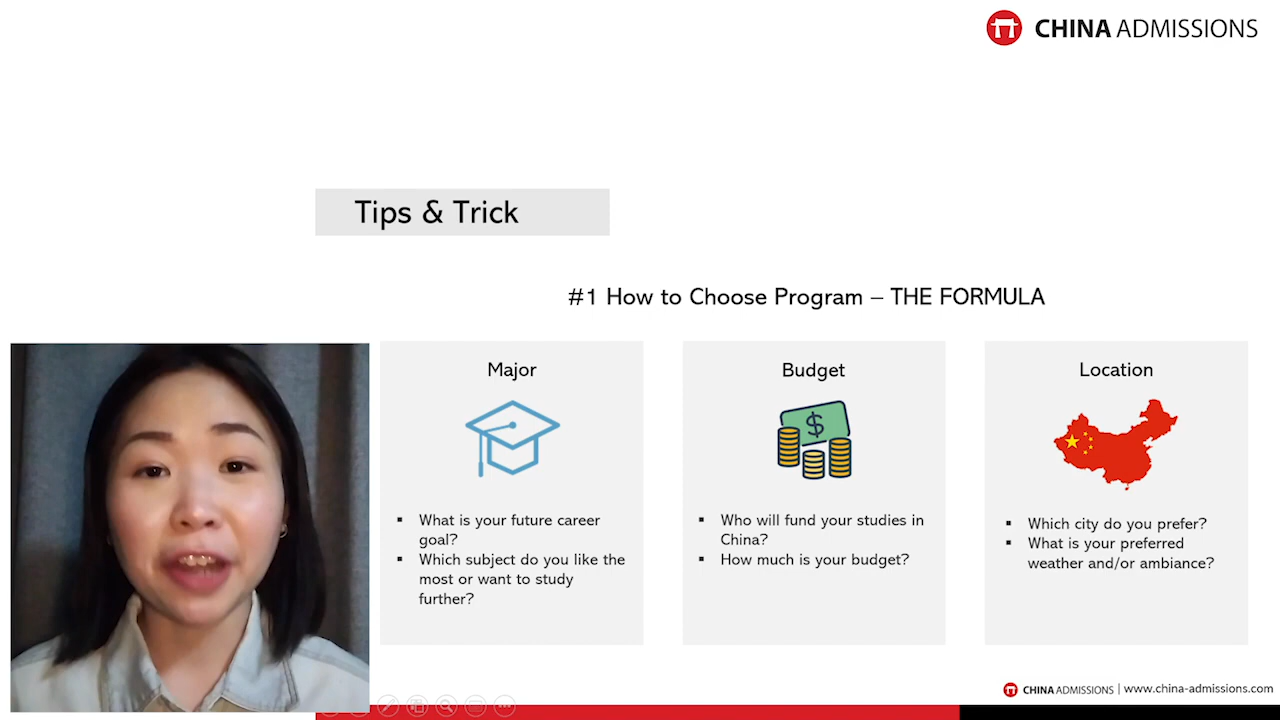 CHINA ADMISSIONS
Tips & Trick
#1 How to Choose Program – THE FORMULA
Major
▪ What is your future career
goal?
▪ Which subject do you like the
most or want to study
further?
Budget
$
▪ Who will fund your studies in
China?
▪ How much is your budget?
Location
▪ Which city do you prefer?
▪ What is your preferred
weather and/or ambiance?
CHINA ADMISSIONS | www.china-admissions.com